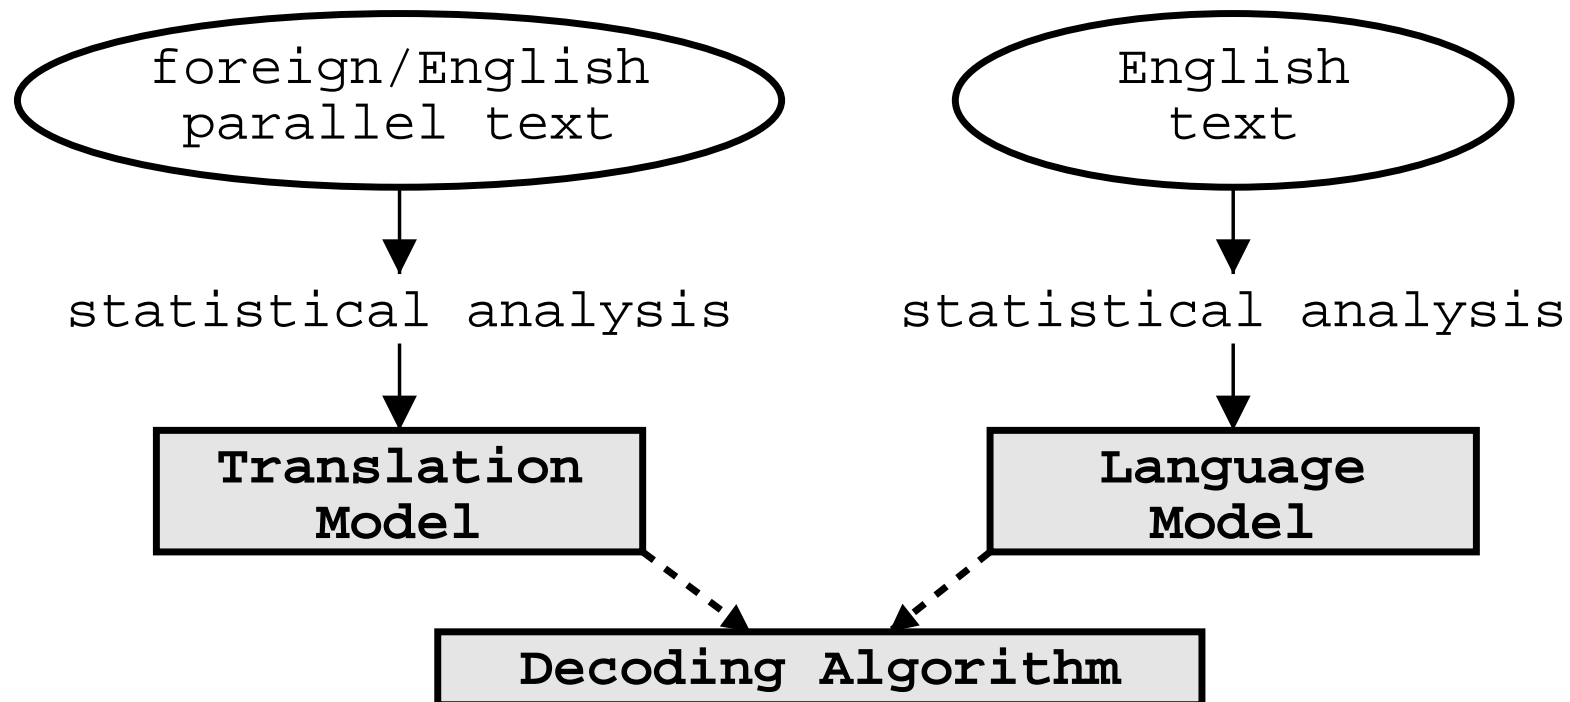 foreign/English
parallel text
English
text
statistical analysis
statistical analysis
Translation
Model
Language
Model
Decoding Algorithm